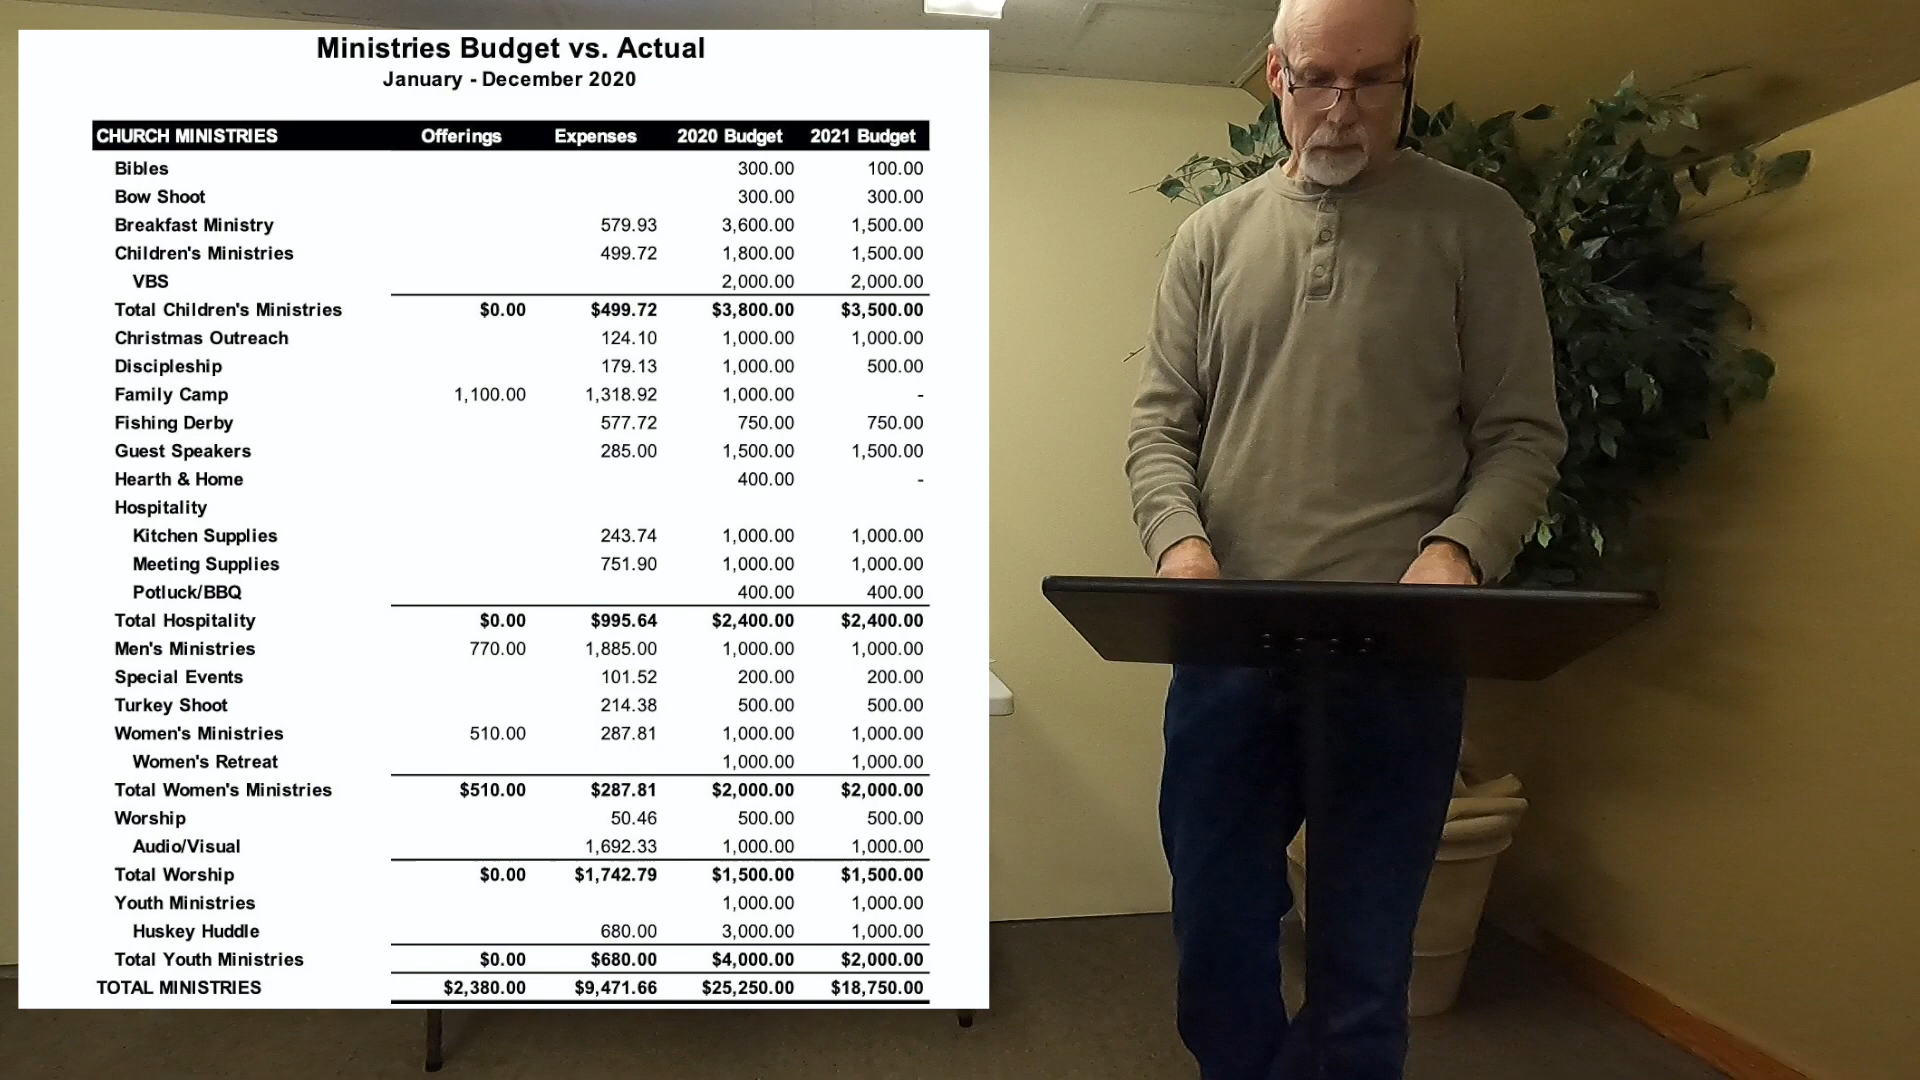 Ministries Budget vs. Actual
January - December 2020
CHURCH MINISTRIES Offerings Expenses 2020 Budget 2021 Budget
Bibles 300.00 100.00
Bow Shoot 300.00 300.00
Breakfast Ministry 579.93 3,600.00 1,500.00
Children's Ministries 499.72 1,800.00 1,500.00
VBS 2,000.00 2,000.00
Total Children's Ministries $0.00 $499.72 $3,800.00 $3,500.00
Christmas Outreach 124.10 1,000.00 1,000.00
Discipleship 179.13 1,000.00 500.00
Family Camp 1,100.00 1,318.92 1,000.00 -
Fishing Derby 577.72 750.00 750.00
Guest Speakers 285.00 1,500.00 1,500.00
Hearth & Home 400.00 -
Hospitality
Kitchen Supplies 243.74 1,000.00 1,000.00
Meeting Supplies 751.90 1,000.00 1,000.00
Potluck/BBQ 400.00 400.00
Total Hospitality $0.00 $995.64 $2,400.00 $2,400.00
Men's Ministries 770.00 1,885.00 1,000.00 1,000.00
Special Events 101.52 200.00 200.00
Turkey Shoot 214.38 500.00 500.00
Women's Ministries 510.00 287.81 1,000.00 1,000.00
Women's Retreat 1,000.00 1,000.00
Total Women's Ministries $510.00 $287.81 $2,000.00 $2,000.00
Worship 50.46 500.00 500.00
Audio/Visual 1,692.33 1,000.00 1,000.00
Total Worship $0.00 $1,742.79 $1,500.00 $1,500.00
Youth Ministries 1,000.00 1,000.00
Huskey Huddle 680.00 3,000.00 1,000.00
Total Youth Ministries $0.00 $680.00 $4,000.00 $2,000.00
TOTAL MINISTRIES $2,380.00 $9,471.66 $25,250.00 $18,750.00